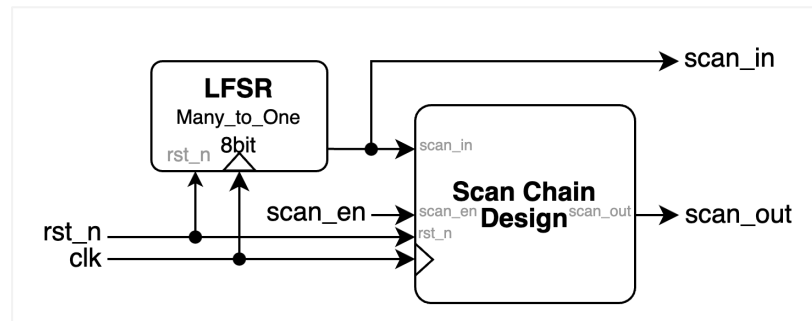 scan_in
LFSR
Many_to_One
8bit
rst_n
scan_in
Scan Chain
Design
scan_en
scan_en
scan_out
scan_out
rst_n
rst_n
clk